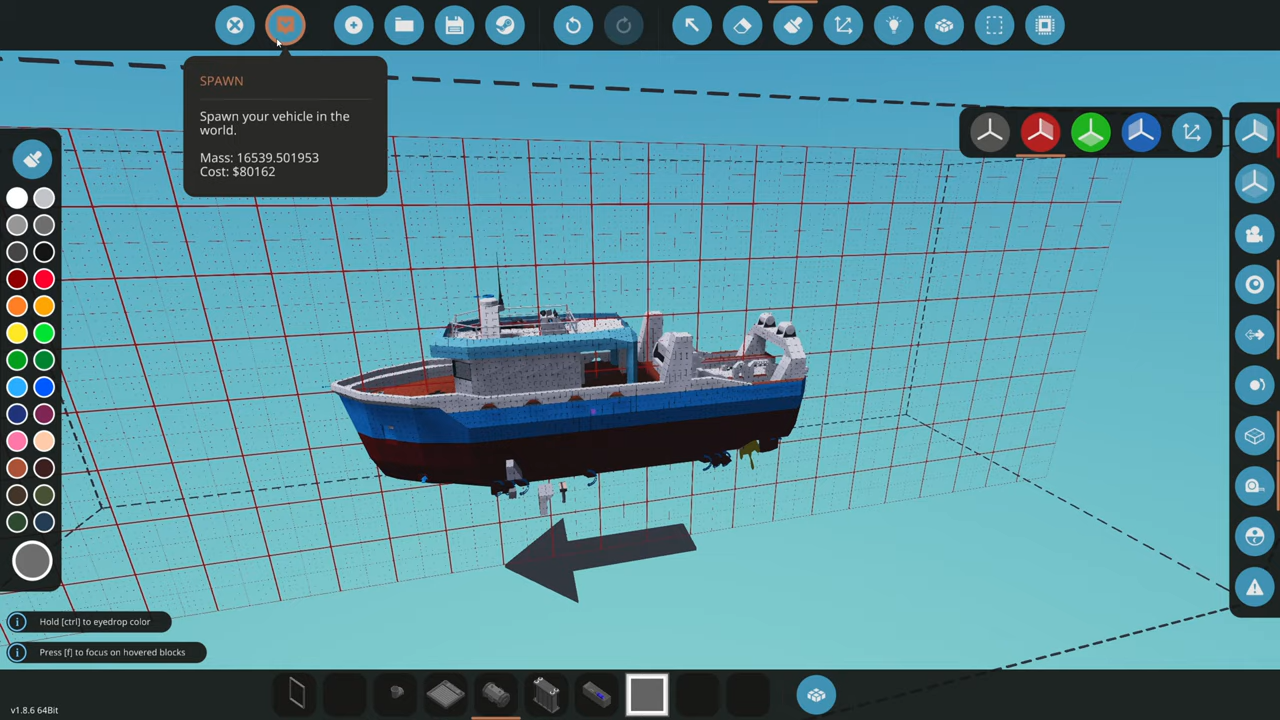 SPAWN
Spawn your vehicle in the
world.
Mass: 16539.501953
Cost: $80162
Hold [ctrl] to eyedrop color
Press [f] to focus on hovered blocks
v1.8.6 64Bit